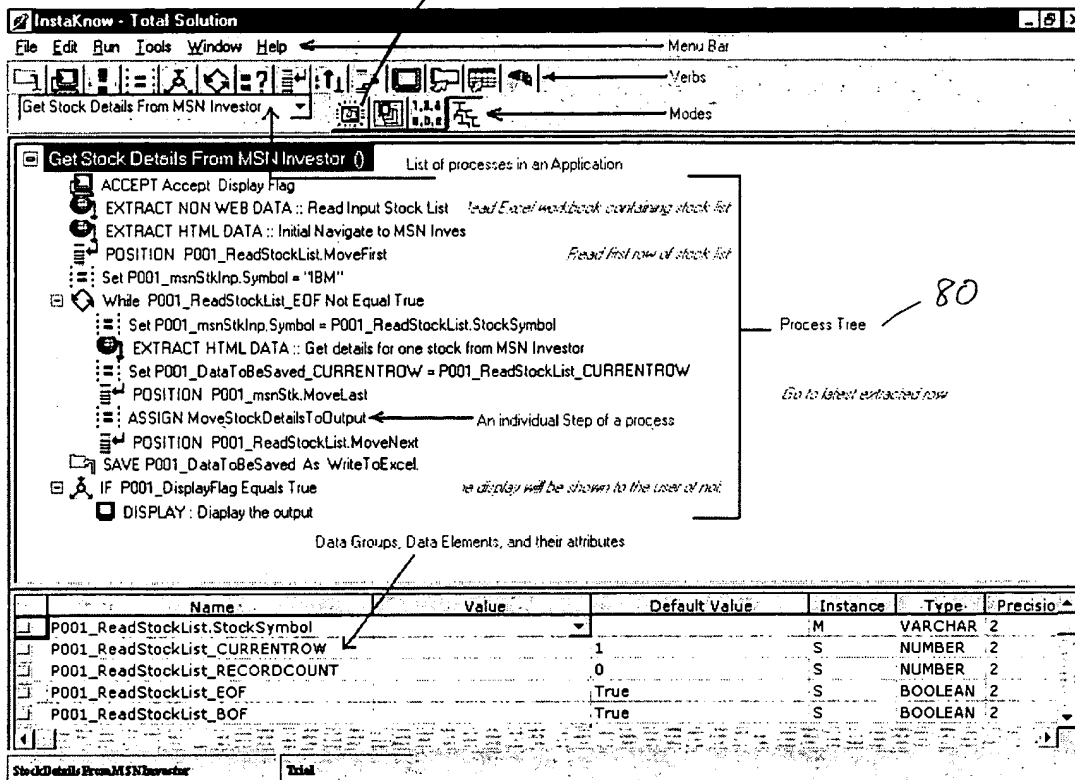 InstaKnow - Total Solution
File Edit Run Tools Window Help
Menu Bar
Verbs
Get Stock Details From MSN Investor
Modes
Get Stock Details From MSN Investor ()
List of processes in an Application
ACCEPT Accept Display Flag
EXTRACT NON WEB DATA :: Read Input Stock List
lead Excel workbook containing stock list
EXTRACT HTML DATA :: Initial Navigate to MSN Inves
POSITION P001_ReadStockList.MoveFirst
Read first row of stock list
Set P001_msnStkInp.Symbol = "IBM"
80
While P001_ReadStockList_EOF Not Equal True
Set P001_msnStkInp.Symbol = P001_ReadStockList.StockSymbol
Process Tree
EXTRACT HTML DATA :: Get details for one stock from MSN Investor
Set P001_DataToBeSaved_CURRENTROW = P001_ReadStockList_CURRENTROW
POSITION P001_msnStk.MoveLast
Go to latest extracted row
ASSIGN MoveStockDetailsToOutput
An individual Step of a process
POSITION P001_ReadStockList.MoveNext
SAVE P001_DataToBeSaved As WriteToExcel.
IF P001_DisplayFlag Equals True
he display will be shown to the user of not.
DISPLAY : Diaplay the output
Data Groups, Data Elements, and their attributes
Name Value Default Value Instance Type Precisio
P001_ReadStockList.StockSymbol M VARCHAR 2
P001_ReadStockList_CURRENTROW 1 S NUMBER 2
P001_ReadStockList_RECORDCOUNT 0 S NUMBER 2
P001_ReadStockList_EOF True S BOOLEAN 2
P001_ReadStockList_BOF True S BOOLEAN 2
StockDetailsFromMSNInvestor Trial